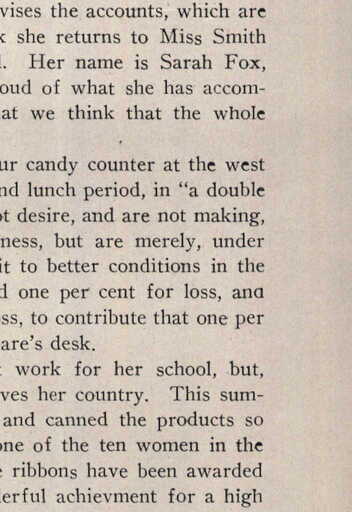 vises the accounts, which are
she returns to Miss Smith
Her name is Sarah Fox,
oud of what she has accom-
at we think that the whole
ur candy counter at the west
nd lunch period, in "a double
ot desire, and are not making,
ness, but are merely, under
it to better conditions in the
d one per cent for loss, and
ss, to contribute that one per
are's desk.
work for her school, but,
ves her country. This sum-
and canned the products so
one of the ten women in the
ribbons have been awarded
lerful achievment for a high